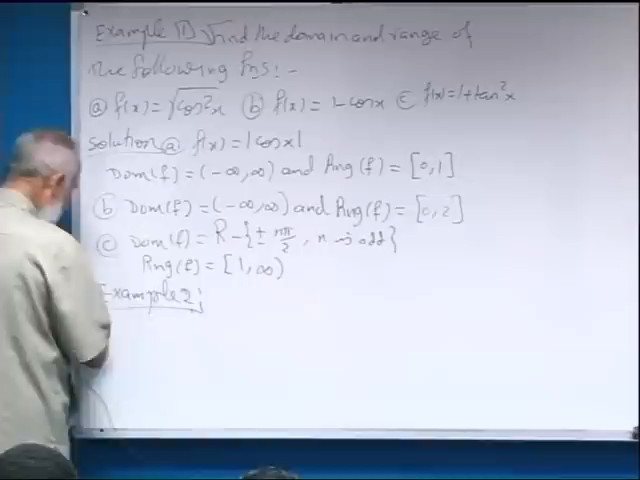 Example (1) Find the domain and range of
the following fns:-
(a) f(x)=√cos²x (b) f(x)=1-cosx (c) f(x)=1+tan²x
Solution (a) f(x)=|cosx|
Dom(f)=(-∞,∞) and Rng(f)=[0,1]
(b) Dom(f)=(-∞,∞) and Rng(f)=[0,2]
(c) Dom(f)=R-{± nπ/2, n→odd}
Rng(f)=[1,∞)
Example 2: